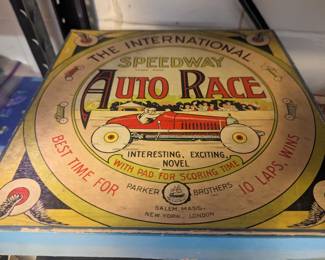 THE INTERNATIONAL
SPEEDWAY
AUTO RACE
INTERESTING, EXCITING,
NOVEL
WITH PAD FOR SCORING TIME
BEST TIME FOR 10 LAPS, WINS
PARKER BROTHERS
SALEM, MASS.
NEW YORK, LONDON